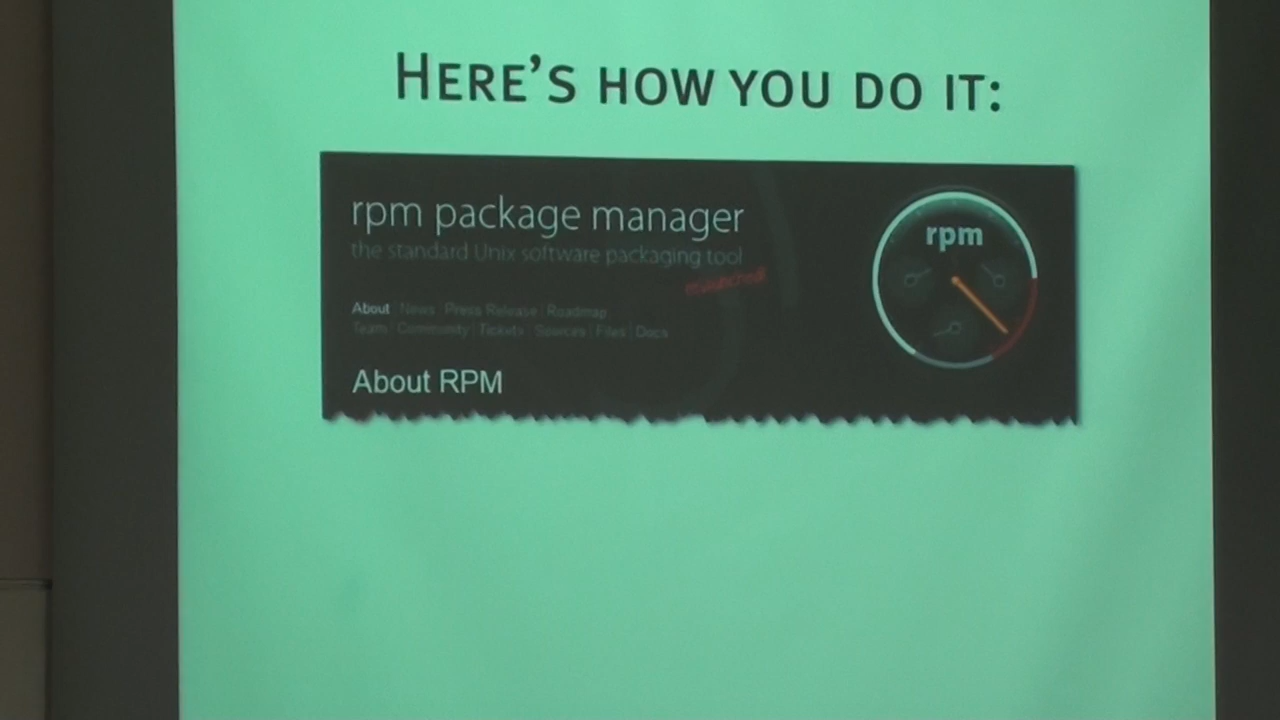 HERE'S HOW YOU DO IT:
rpm package manager
the standard Unix software packaging tool
relaunched!
About News Press Release Roadmap
Team Community Tickets Sources Files Docs
About RPM
rpm